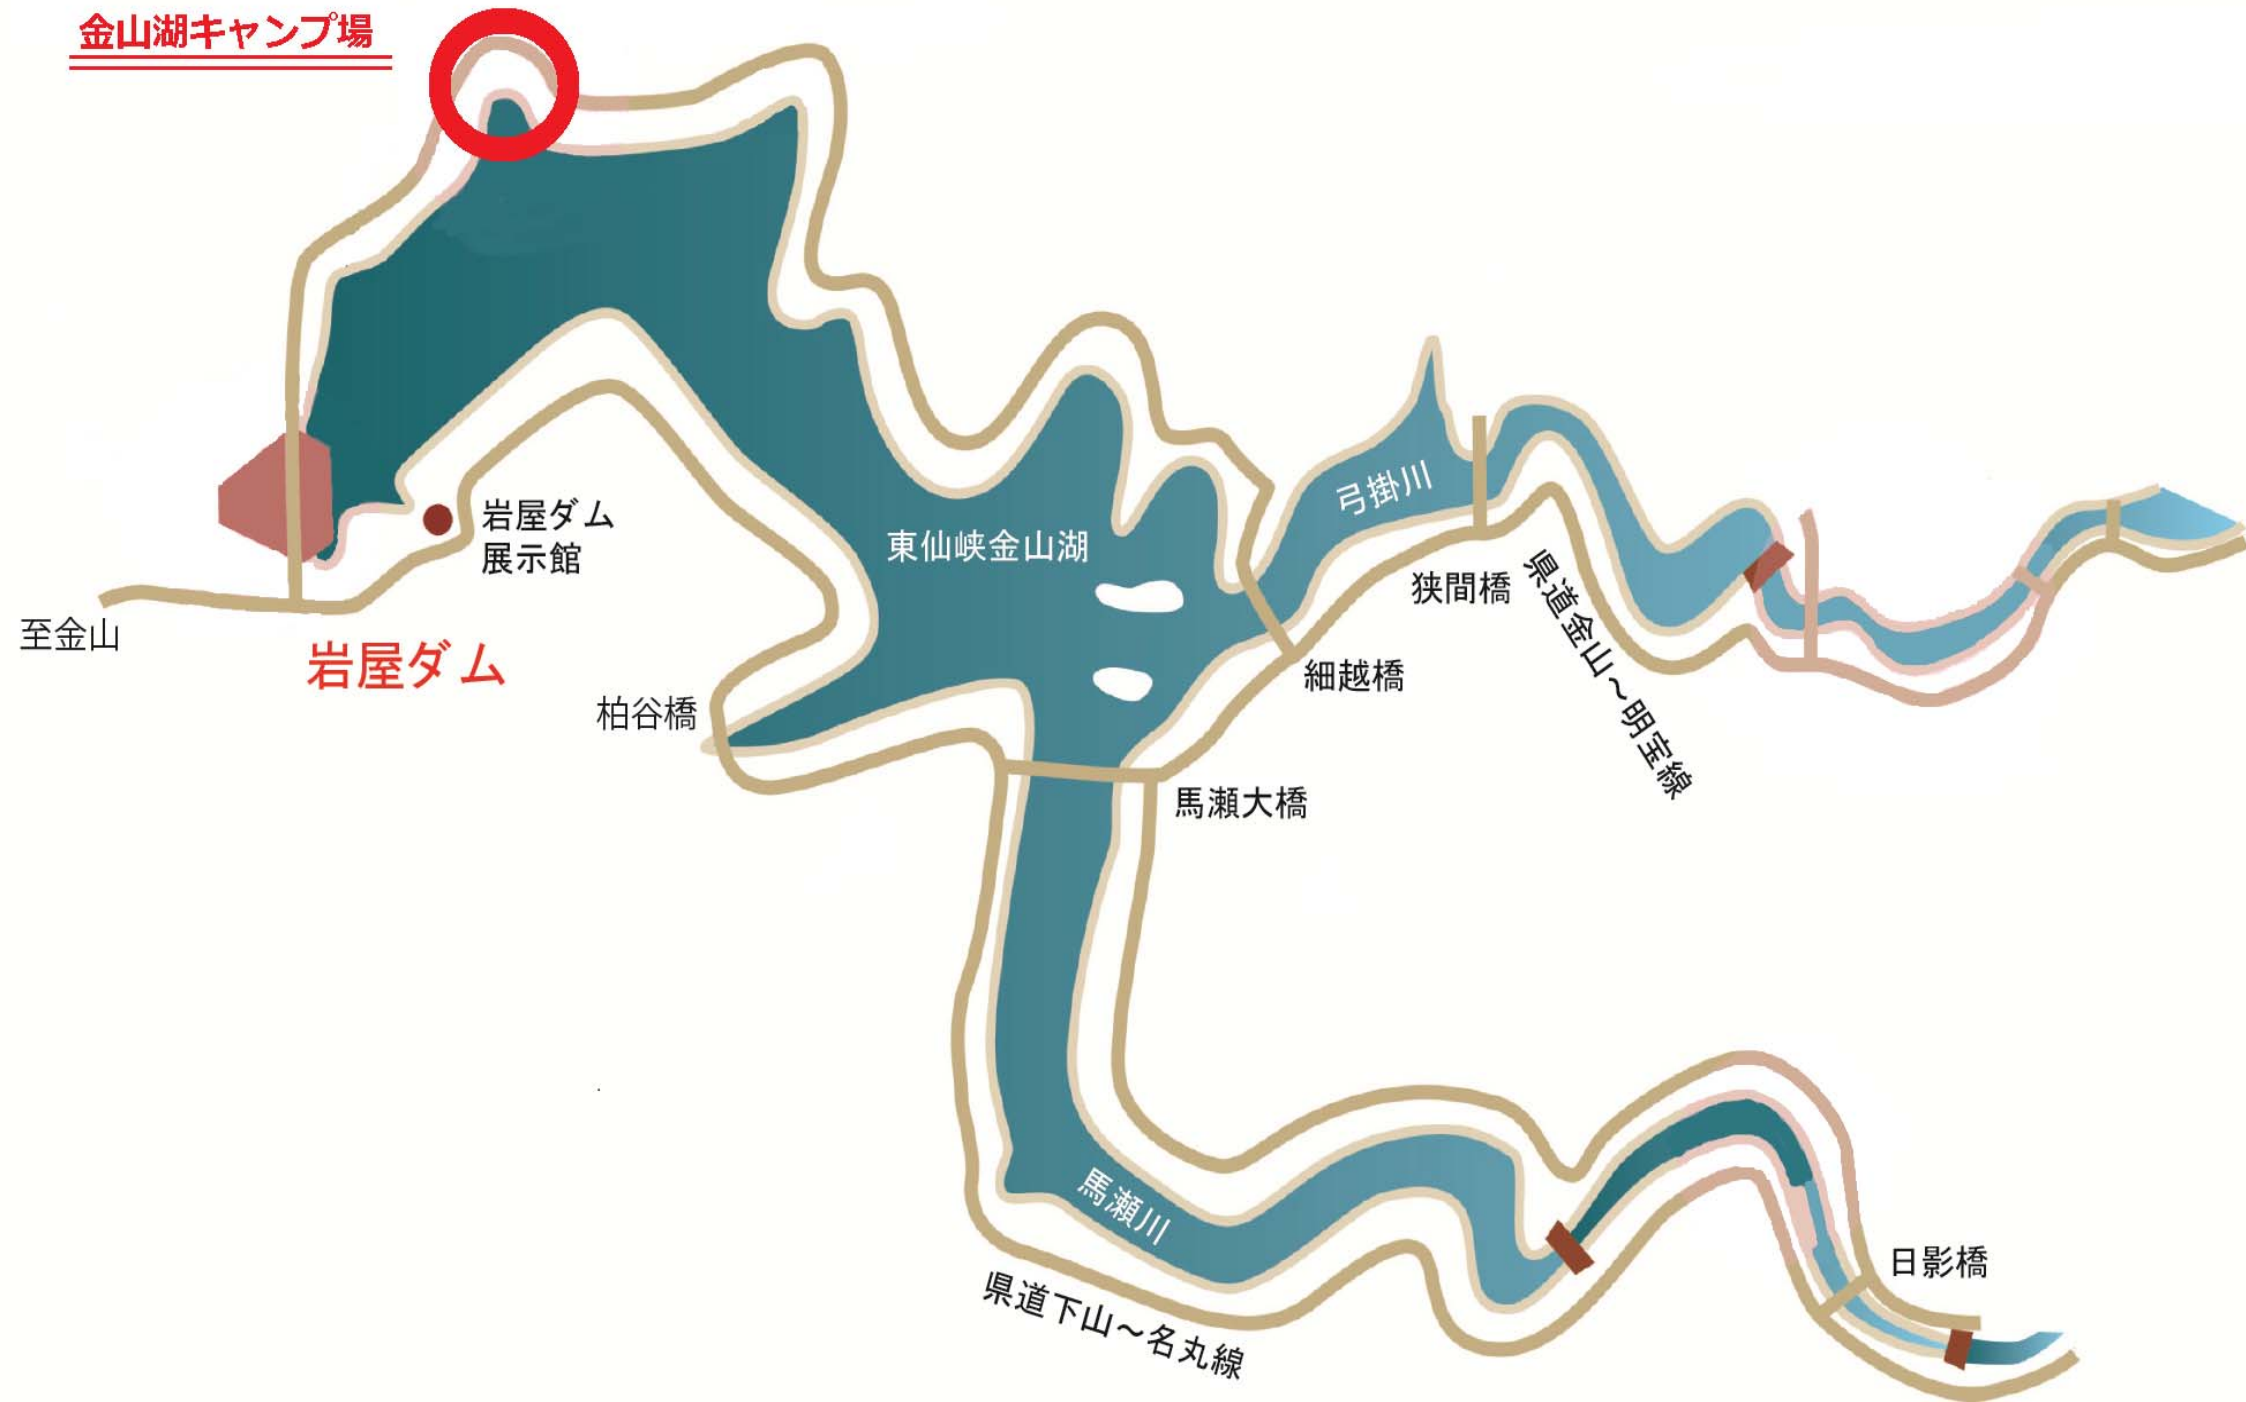 金山湖キャンプ場
弓掛川
岩屋ダム
展示館
東仙峡金山湖
狭間橋
県道金山～明宝線
至金山
岩屋ダム
細越橋
柏谷橋
馬瀬大橋
馬瀬川
日影橋
県道下山～名丸線